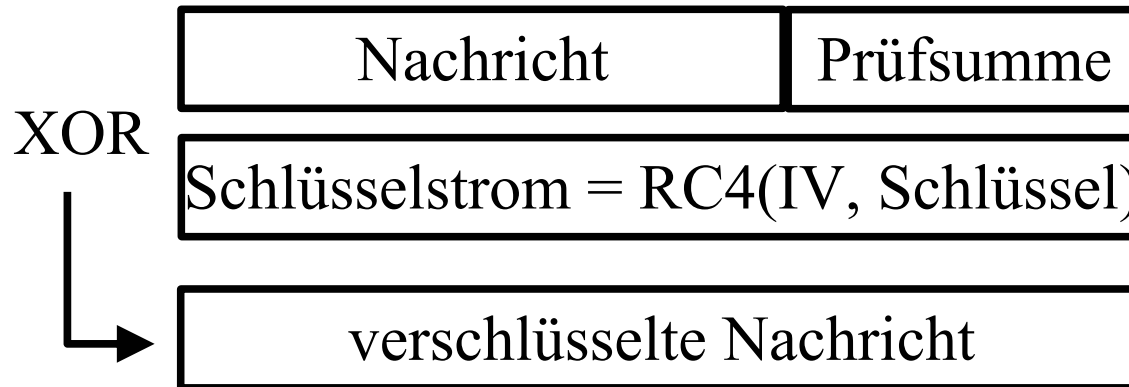 Nachricht Prüfsumme
XOR
Schlüsselstrom = RC4(IV, Schlüssel)
verschlüsselte Nachricht